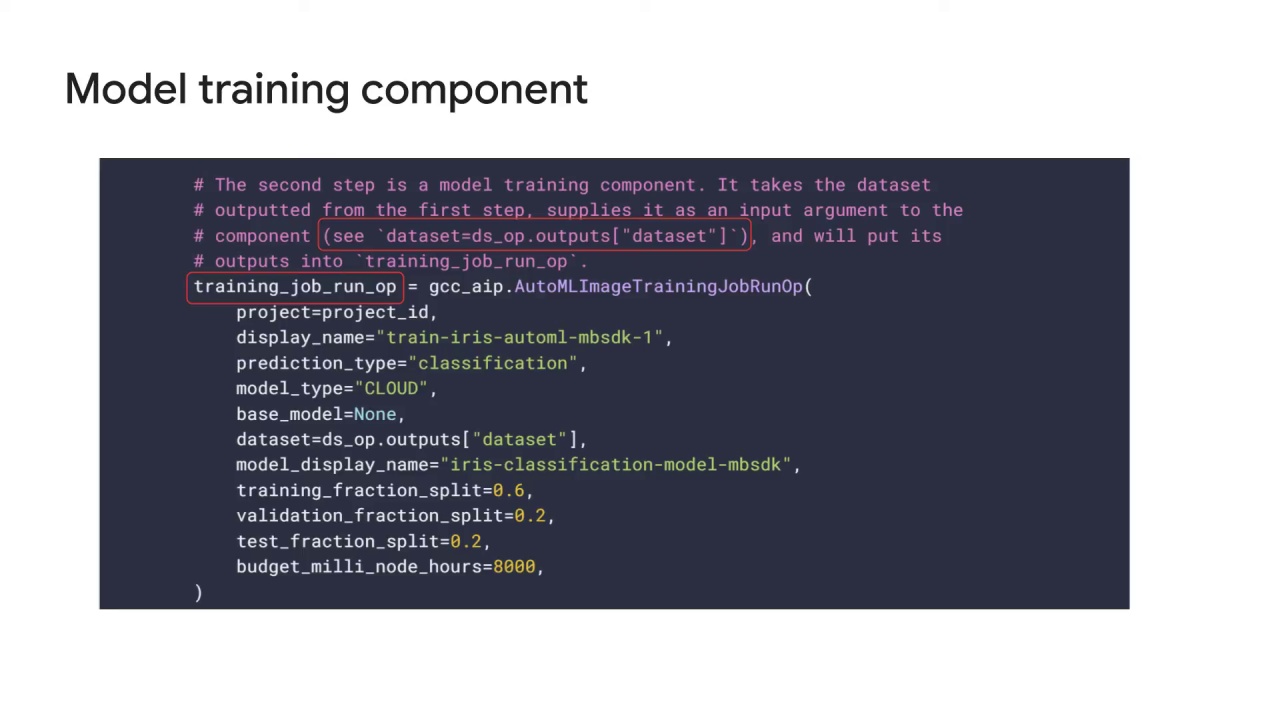 Model training component
# The second step is a model training component. It takes the dataset
# outputted from the first step, supplies it as an input argument to the
# component (see `dataset=ds_op.outputs["dataset"]`), and will put its
# outputs into `training_job_run_op`.
training_job_run_op = gcc_aip.AutoMLImageTrainingJobRunOp(
    project=project_id,
    display_name="train-iris-automl-mbsdk-1",
    prediction_type="classification",
    model_type="CLOUD",
    base_model=None,
    dataset=ds_op.outputs["dataset"],
    model_display_name="iris-classification-model-mbsdk",
    training_fraction_split=0.6,
    validation_fraction_split=0.2,
    test_fraction_split=0.2,
    budget_milli_node_hours=8000,
)